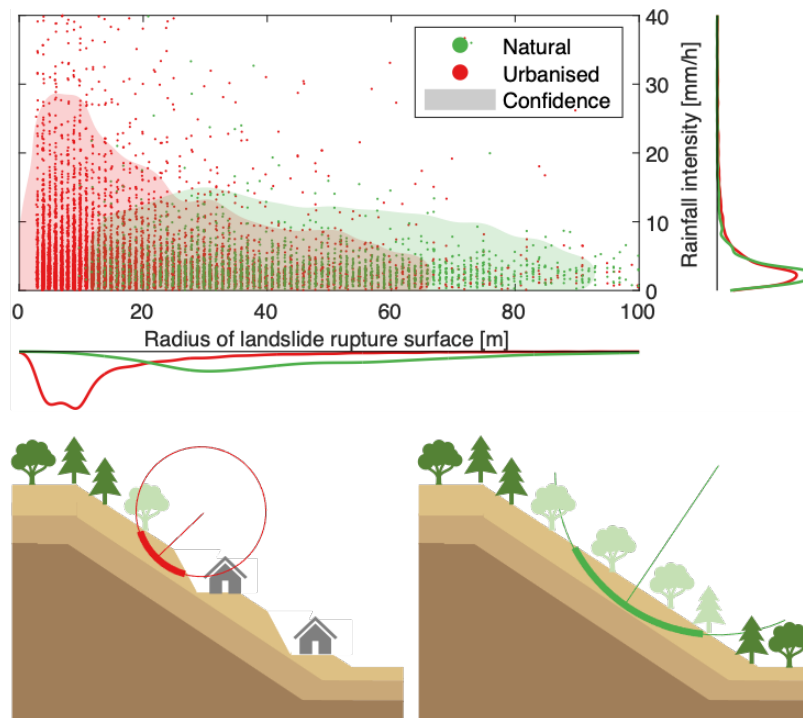 40
30
20
10
0
Rainfall intensity [mm/h]
Natural
Urbanised
Confidence
0 20 40 60 80 100
Radius of landslide rupture surface [m]